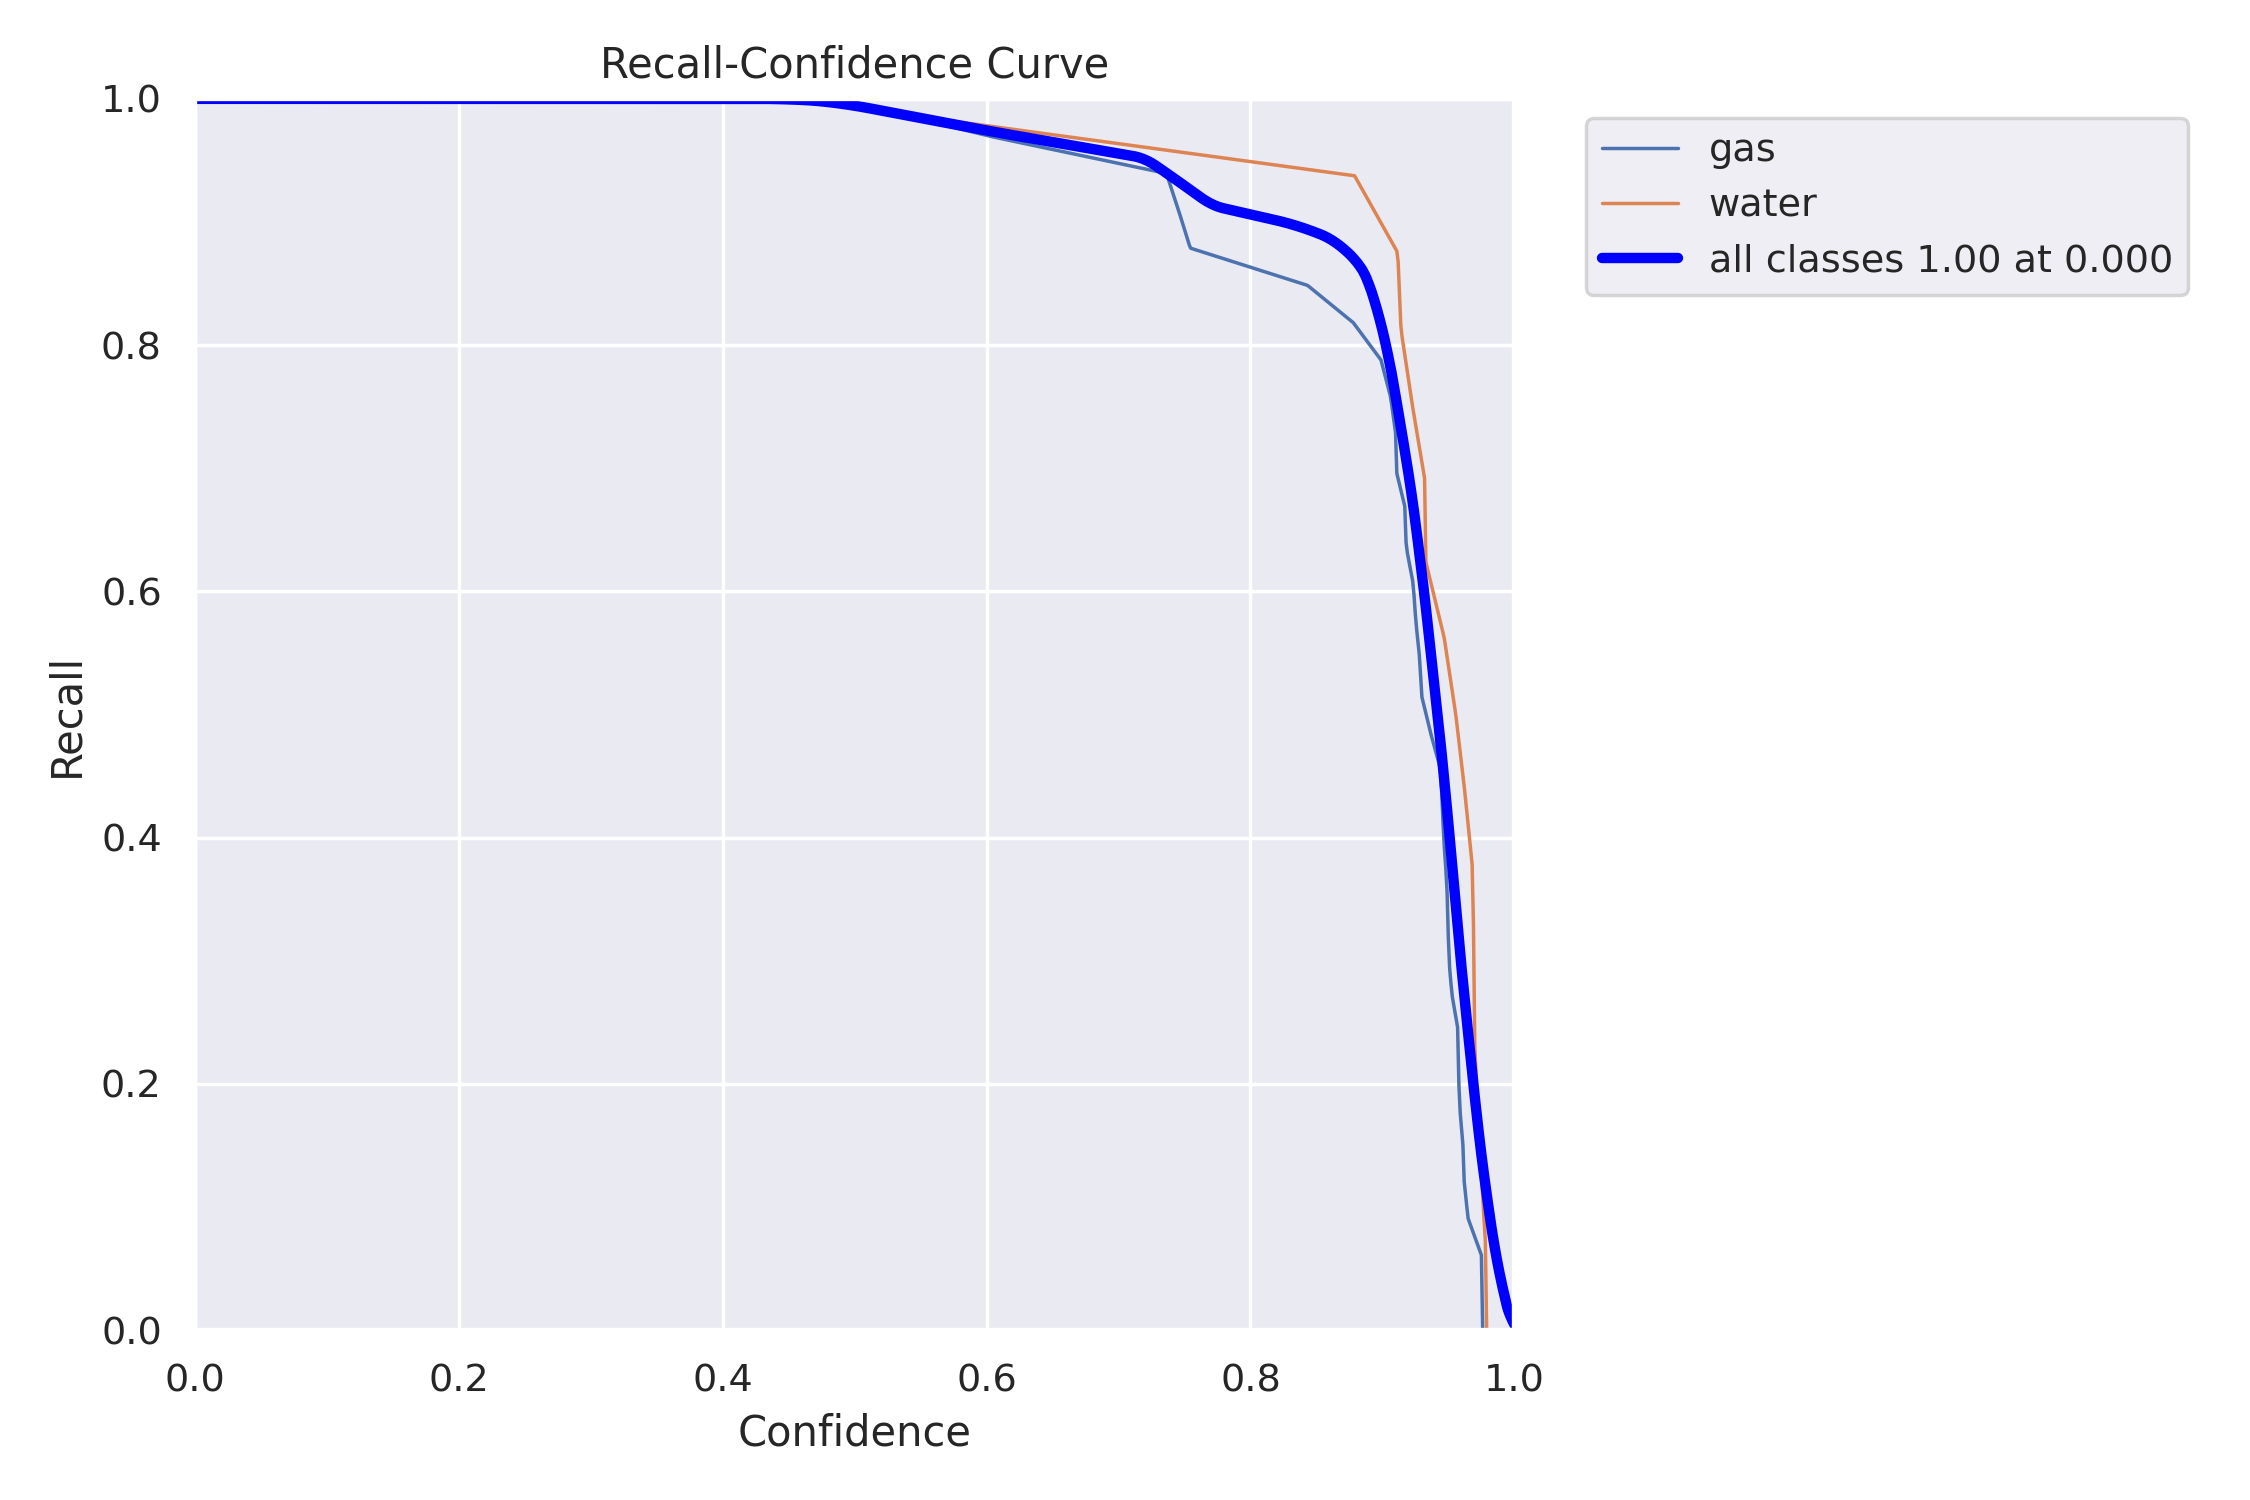 Recall-Confidence Curve
1.0
0.8
0.6
0.4
0.2
0.0
Recall
0.0 0.2 0.4 0.6 0.8 1.0
Confidence
gas
water
all classes 1.00 at 0.000